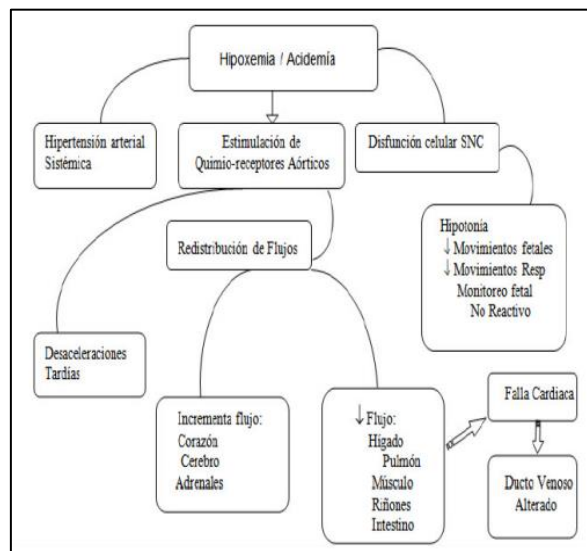 Hipoxemia / Acidemía
Hipertensión arterial
Sistémica
Estimulación de
Quimio-receptores Aórticos
Disfunción celular SNC
Redistribución de Flujos
Hipotonia
↓ Movimientos fetales
↓ Movimientos Resp
Monitoreo fetal
No Reactivo
Desaceleraciones
Tardías
Incrementa flujo:
Corazón
Cerebro
Adrenales
↓ Flujo:
Hígado
Pulmón
Músculo
Riñones
Intestino
Falla Cardiaca
Ducto Venoso
Alterado